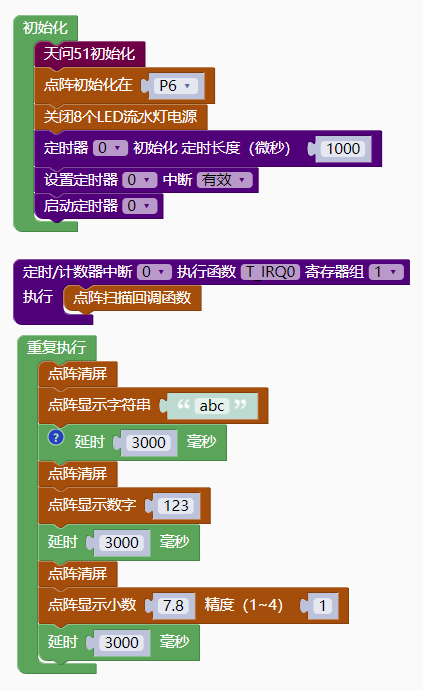 初始化
天问51初始化
点阵初始化在 P6
关闭8个LED流水灯电源
定时器 0 初始化 定时长度（微秒） 1000
设置定时器 0 中断 有效
启动定时器 0
定时/计数器中断 0 执行函数 T_IRQ0 寄存器组 1
执行 点阵扫描回调函数
重复执行
点阵清屏
点阵显示字符串 “ abc ”
? 延时 3000 毫秒
点阵清屏
点阵显示数字 123
延时 3000 毫秒
点阵清屏
点阵显示小数 7.8 精度（1~4） 1
延时 3000 毫秒